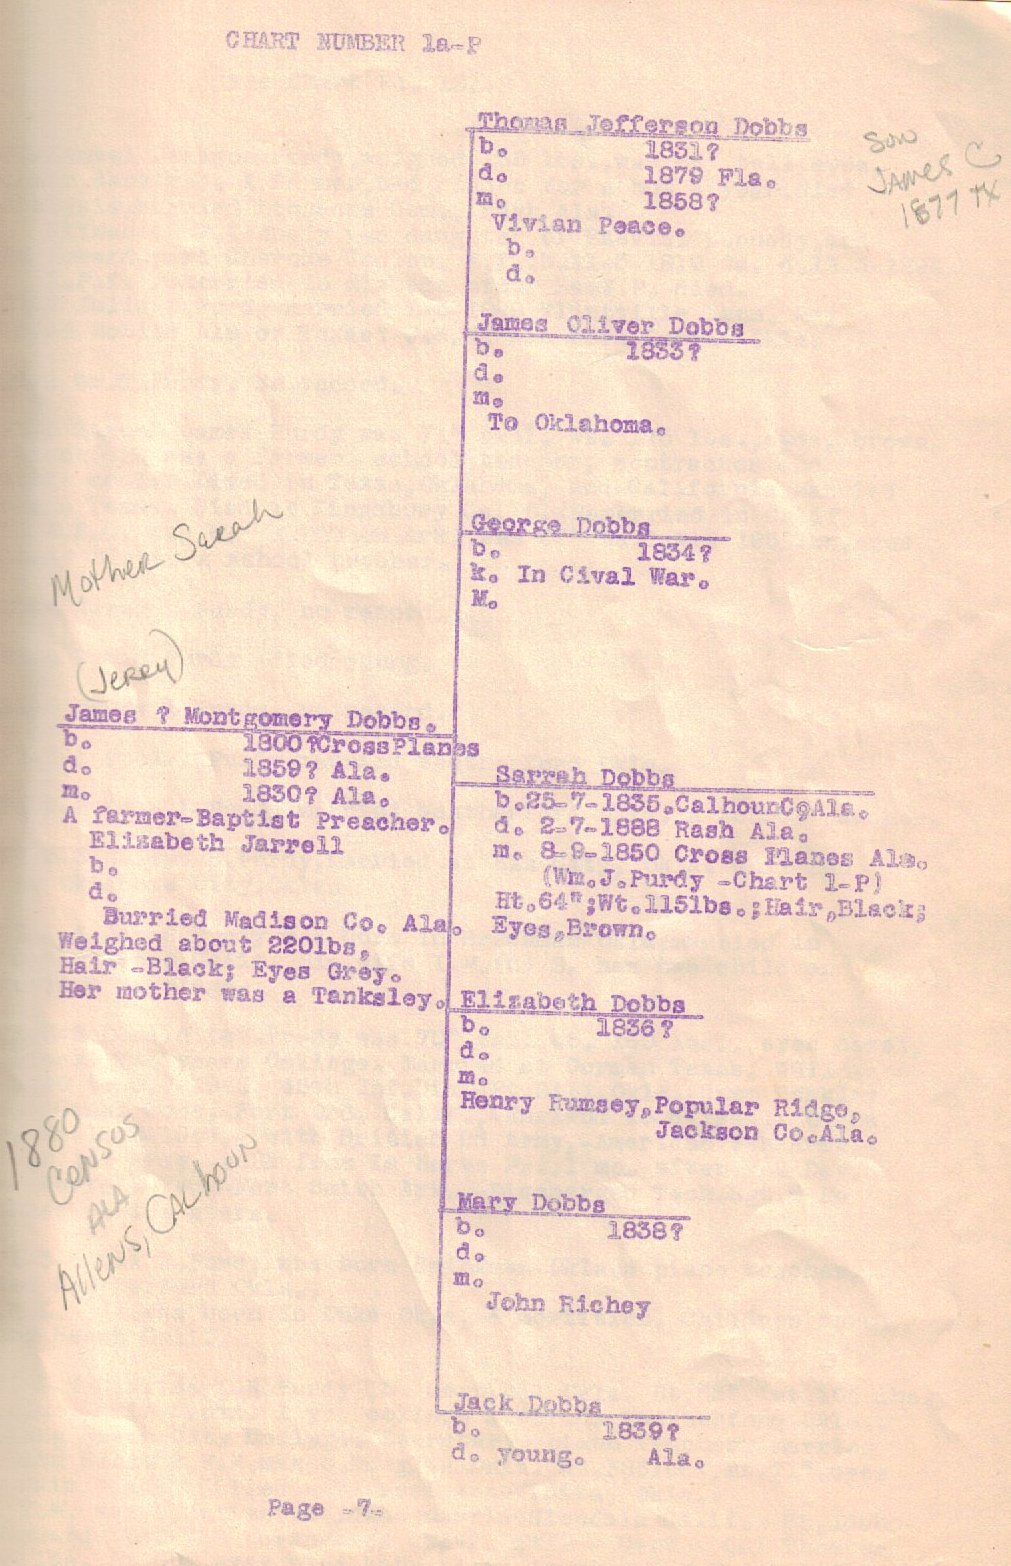 CHART NUMBER 1a-P
Thomas Jefferson Dobbs
b. 1831?
d. 1879 Fla.
m. 1858?
Vivian Peace.
b.
d.
Son
James C
1877 TX
James Oliver Dobbs
b. 1833?
d.
m.
To Oklahoma.
George Dobbs
b. 1834?
k. In Cival War.
M.
Mother Sarah
(Jerry)
James ? Montgomery Dobbs.
b. 1800?CrossPlanes
d. 1859? Ala.
m. 1830? Ala.
A farmer-Baptist Preacher.
Elizabeth Jarrell
b.
d.
Burried Madison Co. Ala.
Weighed about 220lbs,
Hair -Black; Eyes Grey.
Her mother was a Tanksley.
Sarrah Dobbs
b.25-7-1835.CalhounCo,Ala.
d. 2-7-1888 Rash Ala.
m. 8-9-1850 Cross Planes Ala.
(Wm.J.Purdy -Chart 1-P)
Ht.64";Wt.115lbs.;Hair,Black;
Eyes,Brown.
Elizabeth Dobbs
b. 1836?
d.
m.
Henry Rumsey,Popular Ridge,
Jackson Co.Ala.
1880
Censos
ALA
Allens, Calhoun
Mary Dobbs
b. 1838?
d.
m.
John Richey
Jack Dobbs
b. 1839?
d. young. Ala.
Page -7-